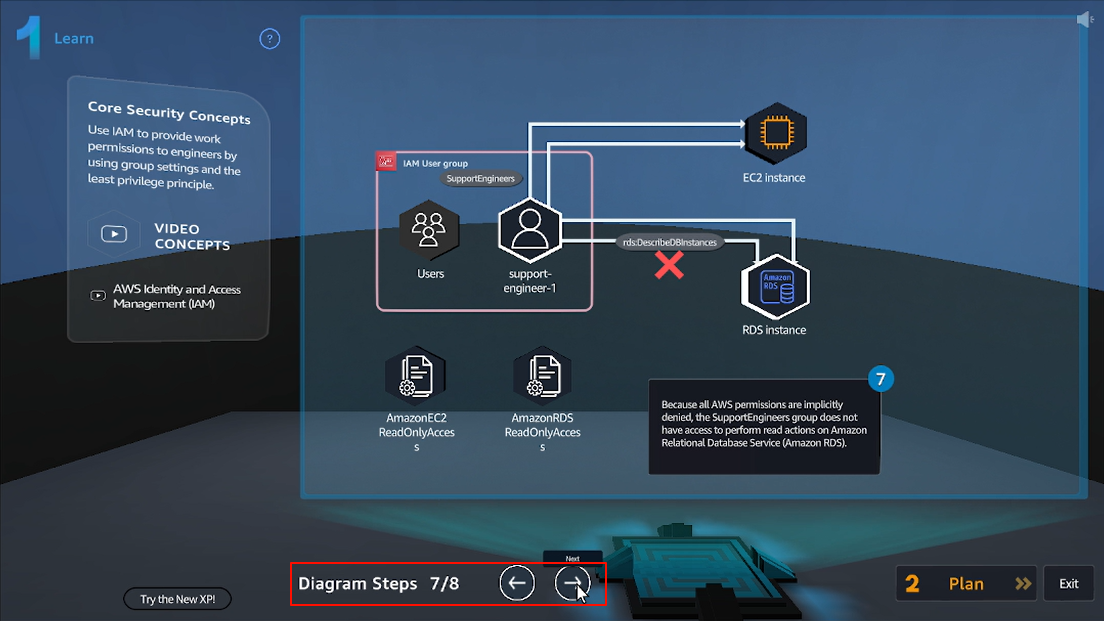 1
Learn
?
Core Security Concepts
Use IAM to provide work
permissions to engineers by
using group settings and the
least privilege principle.
VIDEO
CONCEPTS
AWS Identity and Access
Management (IAM)
IAM User group
SupportEngineers
Users
support-
engineer-1
EC2 instance
rds:DescribeDBInstances
Amazon
RDS
RDS instance
AmazonEC2
ReadOnlyAcces
s
AmazonRDS
ReadOnlyAcces
s
7
Because all AWS permissions are implicitly
denied, the SupportEngineers group does not
have access to perform read actions on Amazon
Relational Database Service (Amazon RDS).
Next
Diagram Steps 7/8
Try the New XP!
2 Plan
Exit